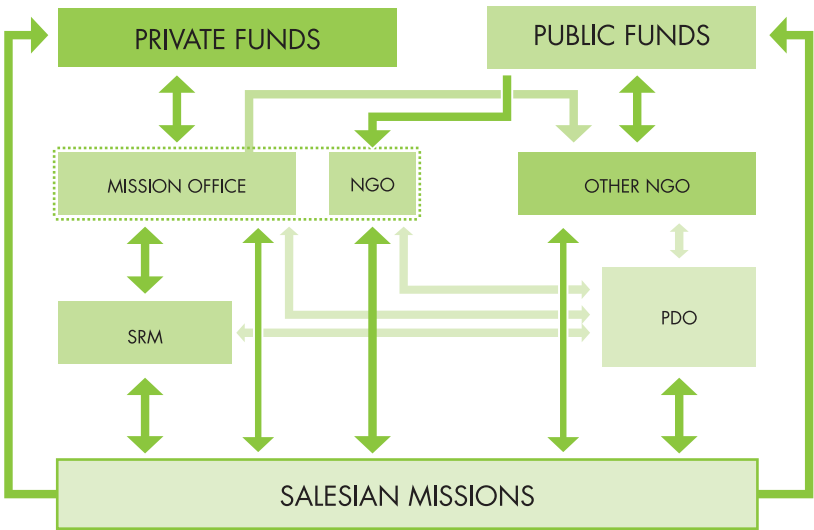 PRIVATE FUNDS
PUBLIC FUNDS
MISSION OFFICE
NGO
OTHER NGO
SRM
PDO
SALESIAN MISSIONS